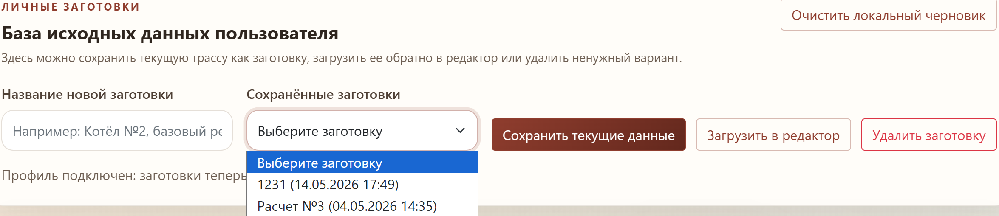 ЛИЧНЫЕ ЗАГОТОВКИ
Очистить локальный черновик
База исходных данных пользователя
Здесь можно сохранить текущую трассу как заготовку, загрузить ее обратно в редактор или удалить ненужный вариант.
Название новой заготовки
Сохранённые заготовки
Например: Котёл №2, базовый ре
Выберите заготовку
Сохранить текущие данные
Загрузить в редактор
Удалить заготовку
Выберите заготовку
Профиль подключен: заготовки теперь
1231 (14.05.2026 17:49)
Расчет №3 (04.05.2026 14:35)